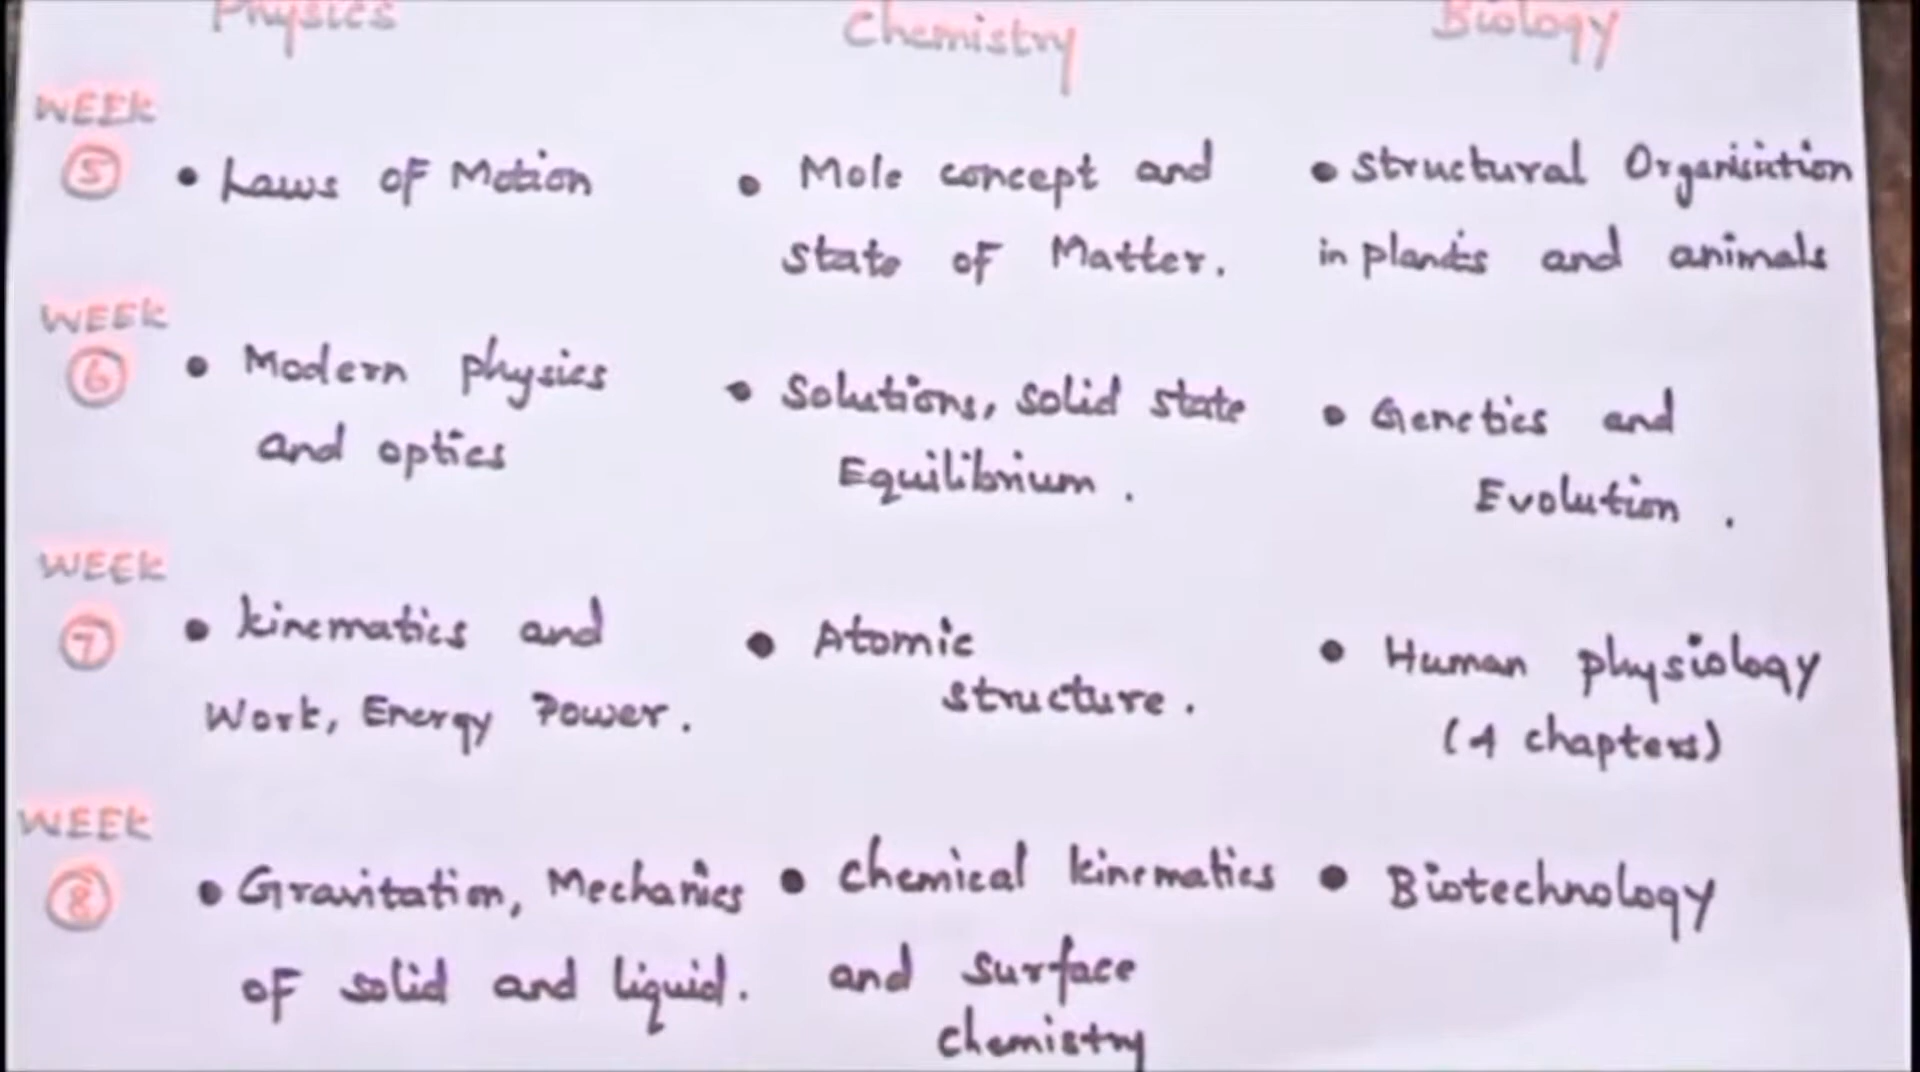 Physics Chemistry Biology
WEEK
5
• Laws of Motion
• Mole concept and
state of Matter.
• Structural Organisation
in plants and animals
WEEK
6
• Modern physics
and optics
• Solutions, solid state
Equilibrium.
• Genetics and
Evolution.
WEEK
7
• kinematics and
Work, Energy Power.
• Atomic
structure.
• Human physiology
(4 chapters)
WEEK
8
• Gravitation, Mechanics
of solid and liquid.
• Chemical kinematics
and surface
chemistry
• Biotechnology